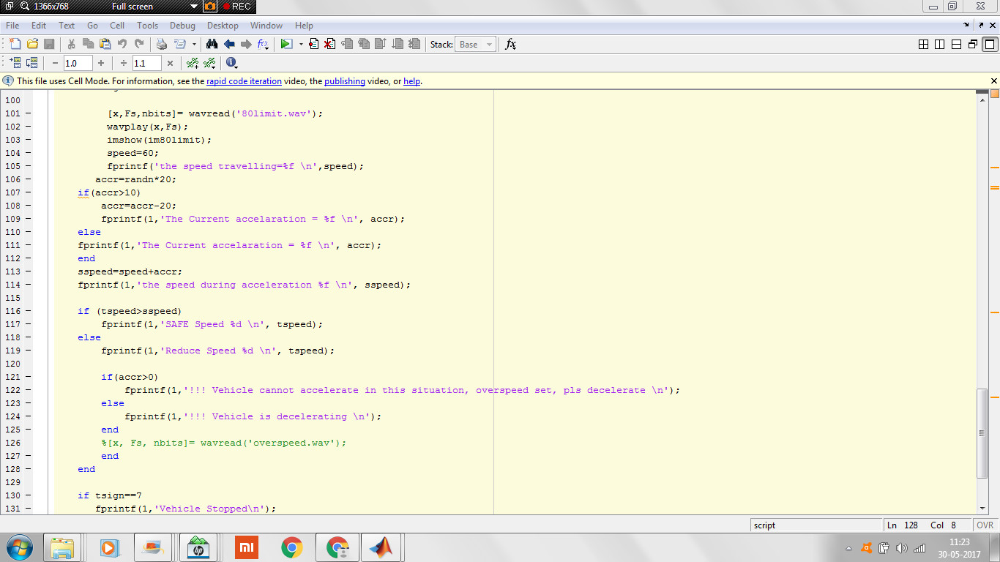 1366x768 Full screen REC
File Edit Text Go Cell Tools Debug Desktop Window Help
Stack: Base fx
− 1.0 + ÷ 1.1 ×
This file uses Cell Mode. For information, see the rapid code iteration video, the publishing video, or help.
100
101 – [x,Fs,nbits]= wavread('80limit.wav');
102 – wavplay(x,Fs);
103 – imshow(im80limit);
104 – speed=60;
105 – fprintf('the speed travelling=%f \n',speed);
106 – accr=randn*20;
107 – if(accr>10)
108 – accr=accr-20;
109 – fprintf(1,'The Current accelaration = %f \n', accr);
110 – else
111 – fprintf(1,'The Current accelaration = %f \n', accr);
112 – end
113 – sspeed=speed+accr;
114 – fprintf(1,'the speed during acceleration %f \n', sspeed);
115
116 – if (tspeed>sspeed)
117 – fprintf(1,'SAFE Speed %d \n', tspeed);
118 – else
119 – fprintf(1,'Reduce Speed %d \n', tspeed);
120
121 – if(accr>0)
122 – fprintf(1,'!!! Vehicle cannot accelerate in this situation, overspeed set, pls decelerate \n');
123 – else
124 – fprintf(1,'!!! Vehicle is decelerating \n');
125 – end
126 – %[x, Fs, nbits]= wavread('overspeed.wav');
127 – end
128 – end
129
130 – if tsign==7
131 – fprintf(1,'Vehicle Stopped\n');
script Ln 128 Col 8 OVR
hp mi
11:23
30-05-2017